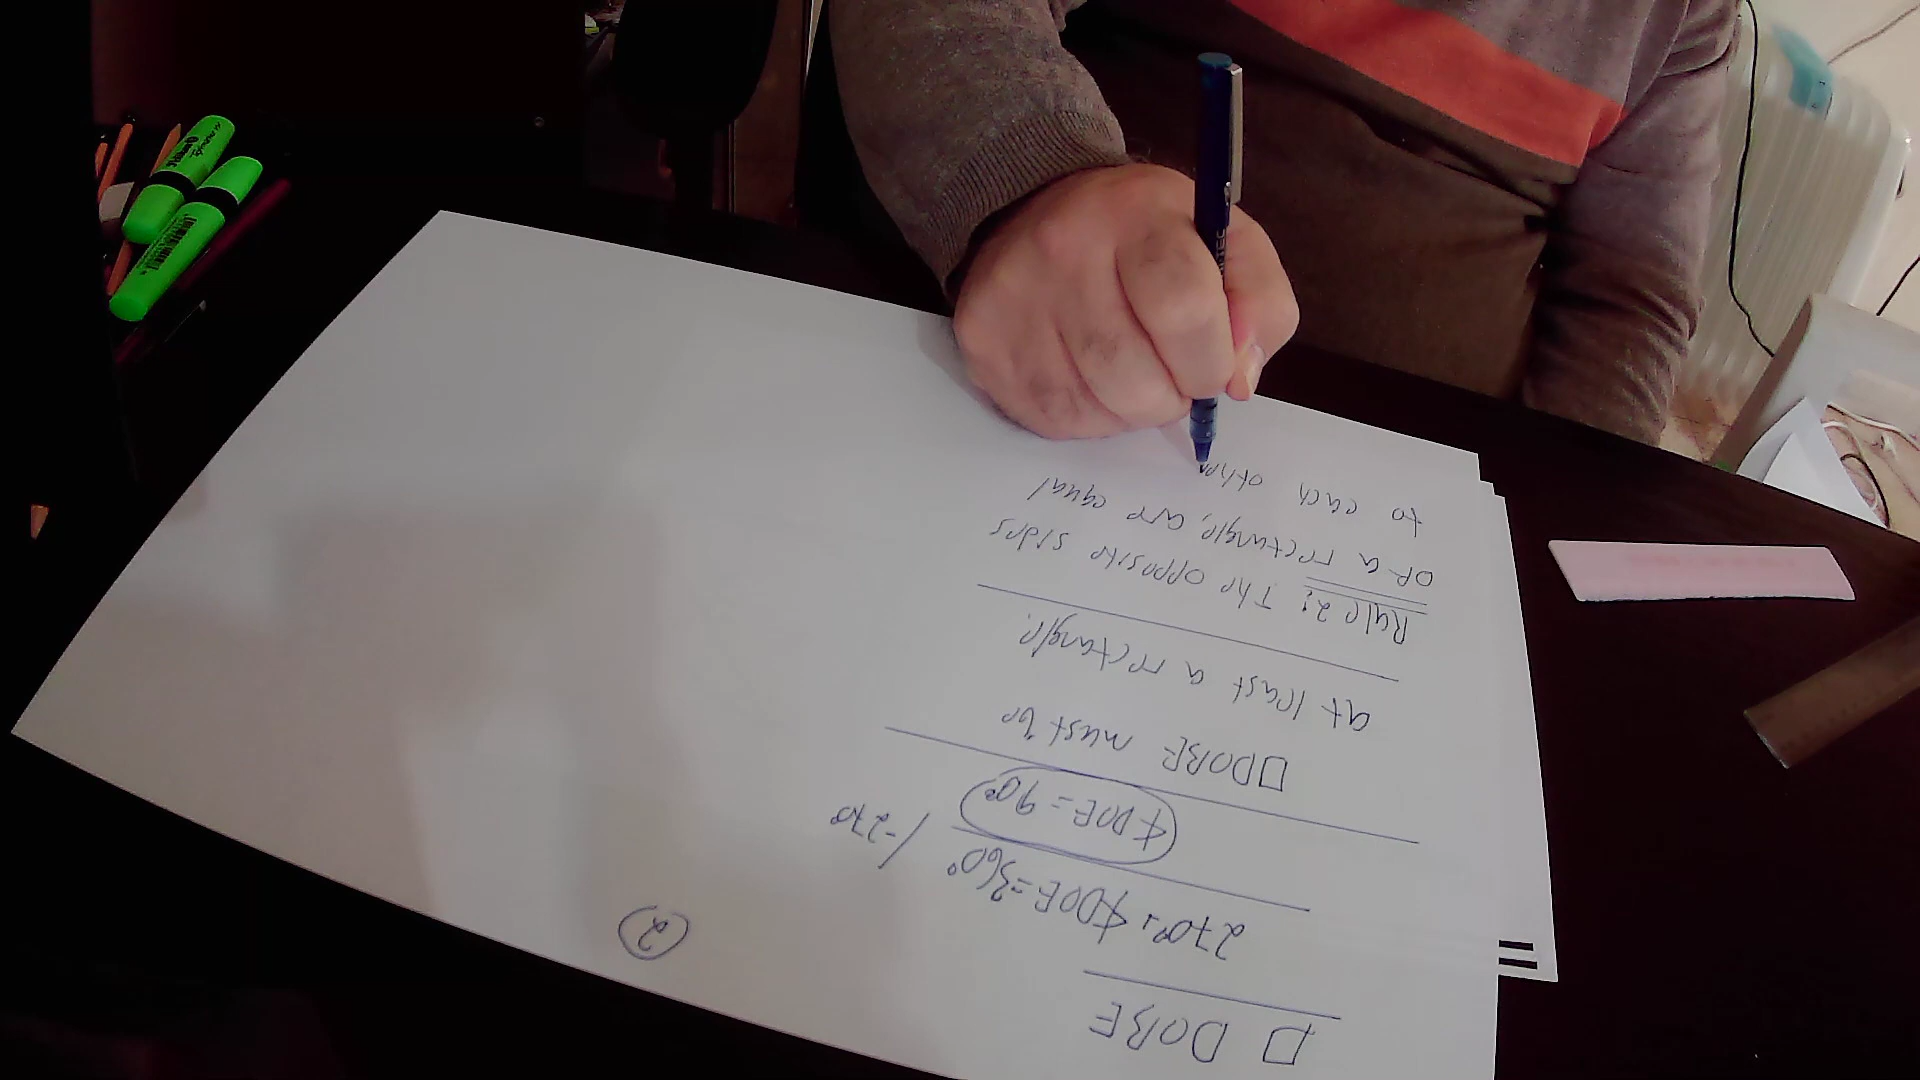 2
□ DOBE
270°+∢DOE=360° /-270°
∢DOE=90°
□DOBE must be
at least a rectangle.
Rule 2: The opposite sides
of a rectangle, are equal
to each other